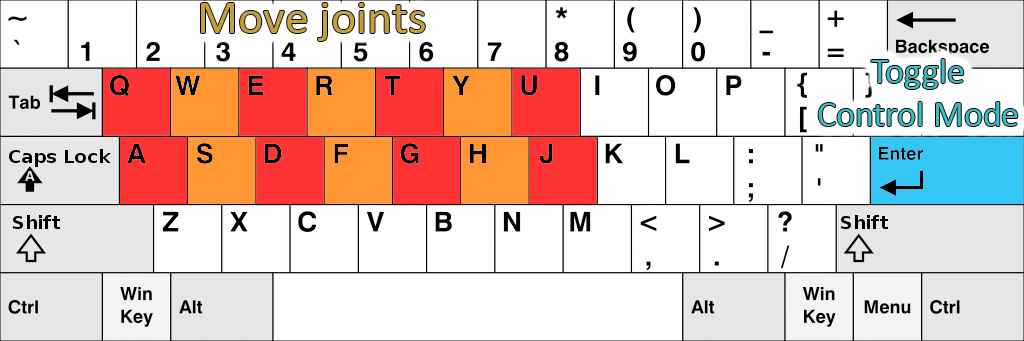 Move joints
~ * ( ) _ +
` 1 2 3 4 5 6 7 8 9 0 - = Backspace
Toggle
Control Mode
Tab Q W E R T Y U I O P { [
Caps Lock A S D F G H J K L : ; " ' Enter
A
Shift Z X C V B N M < , > . ? / Shift
Ctrl Win Key Alt Alt Win Key Menu Ctrl